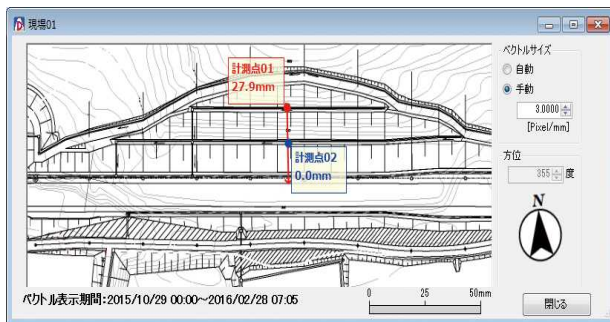 現場01
計測点01
27.9mm
計測点02
0.0mm
ベクトル表示期間:2015/10/29 00:00～2016/02/28 07:05
0 25 50mm
ベクトルサイズ
自動
手動
3.0000
[Pixel/mm]
方位
355 度
N
閉じる